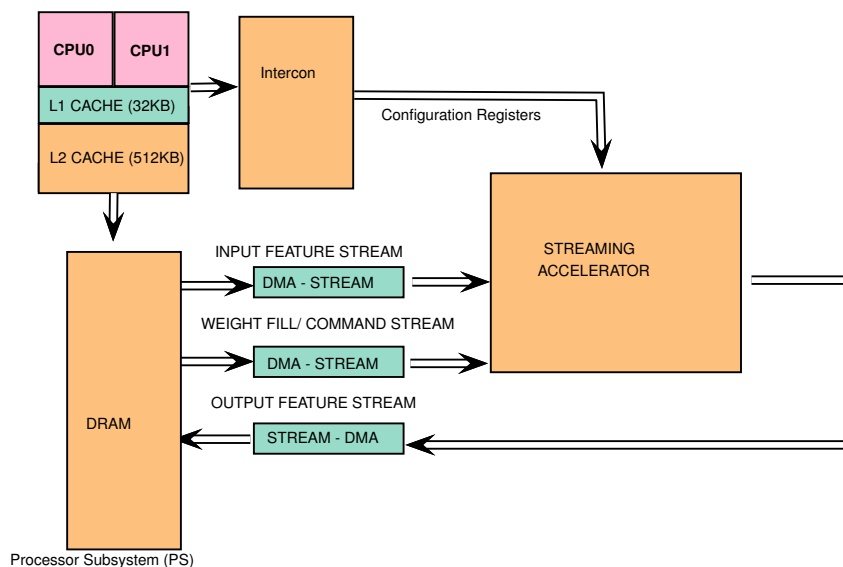 CPU0
CPU1
L1 CACHE (32KB)
L2 CACHE (512KB)
Intercon
Configuration Registers
STREAMING
ACCELERATOR
INPUT FEATURE STREAM
DMA - STREAM
WEIGHT FILL/ COMMAND STREAM
DMA - STREAM
OUTPUT FEATURE STREAM
STREAM - DMA
DRAM
Processor Subsystem (PS)